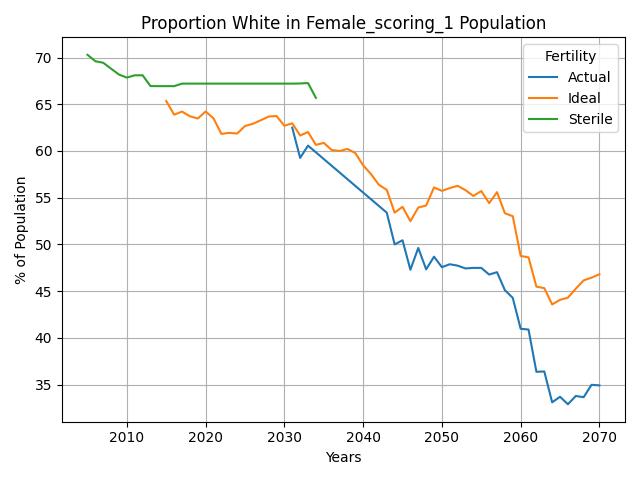 Proportion White in Female_scoring_1 Population
Fertility
Actual
Ideal
Sterile
% of Population
70
65
60
55
50
45
40
35
2010 2020 2030 2040 2050 2060 2070
Years